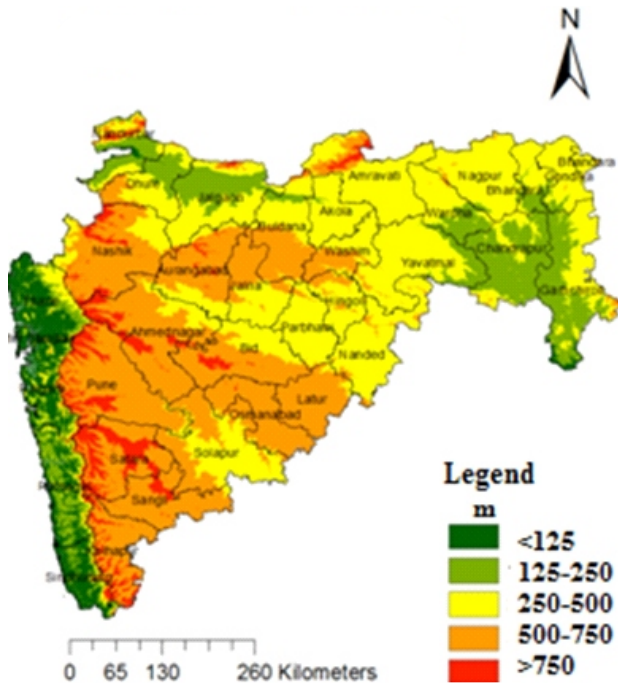 N
Amravati
Nagpur
Bhandara
Gondia
Bhandara
Dhule
Akola
Buldana
Wardha
Washim
Yavatmal
Chandrapur
Nashik
Aurangabad
Jalna
Hingoli
Parbhani
Ahmednagar
Bid
Nanded
Pune
Latur
Osmanabad
Solapur
Satara
Sangli
Legend
m
<125
125-250
250-500
500-750
>750
0 65 130 260 Kilometers